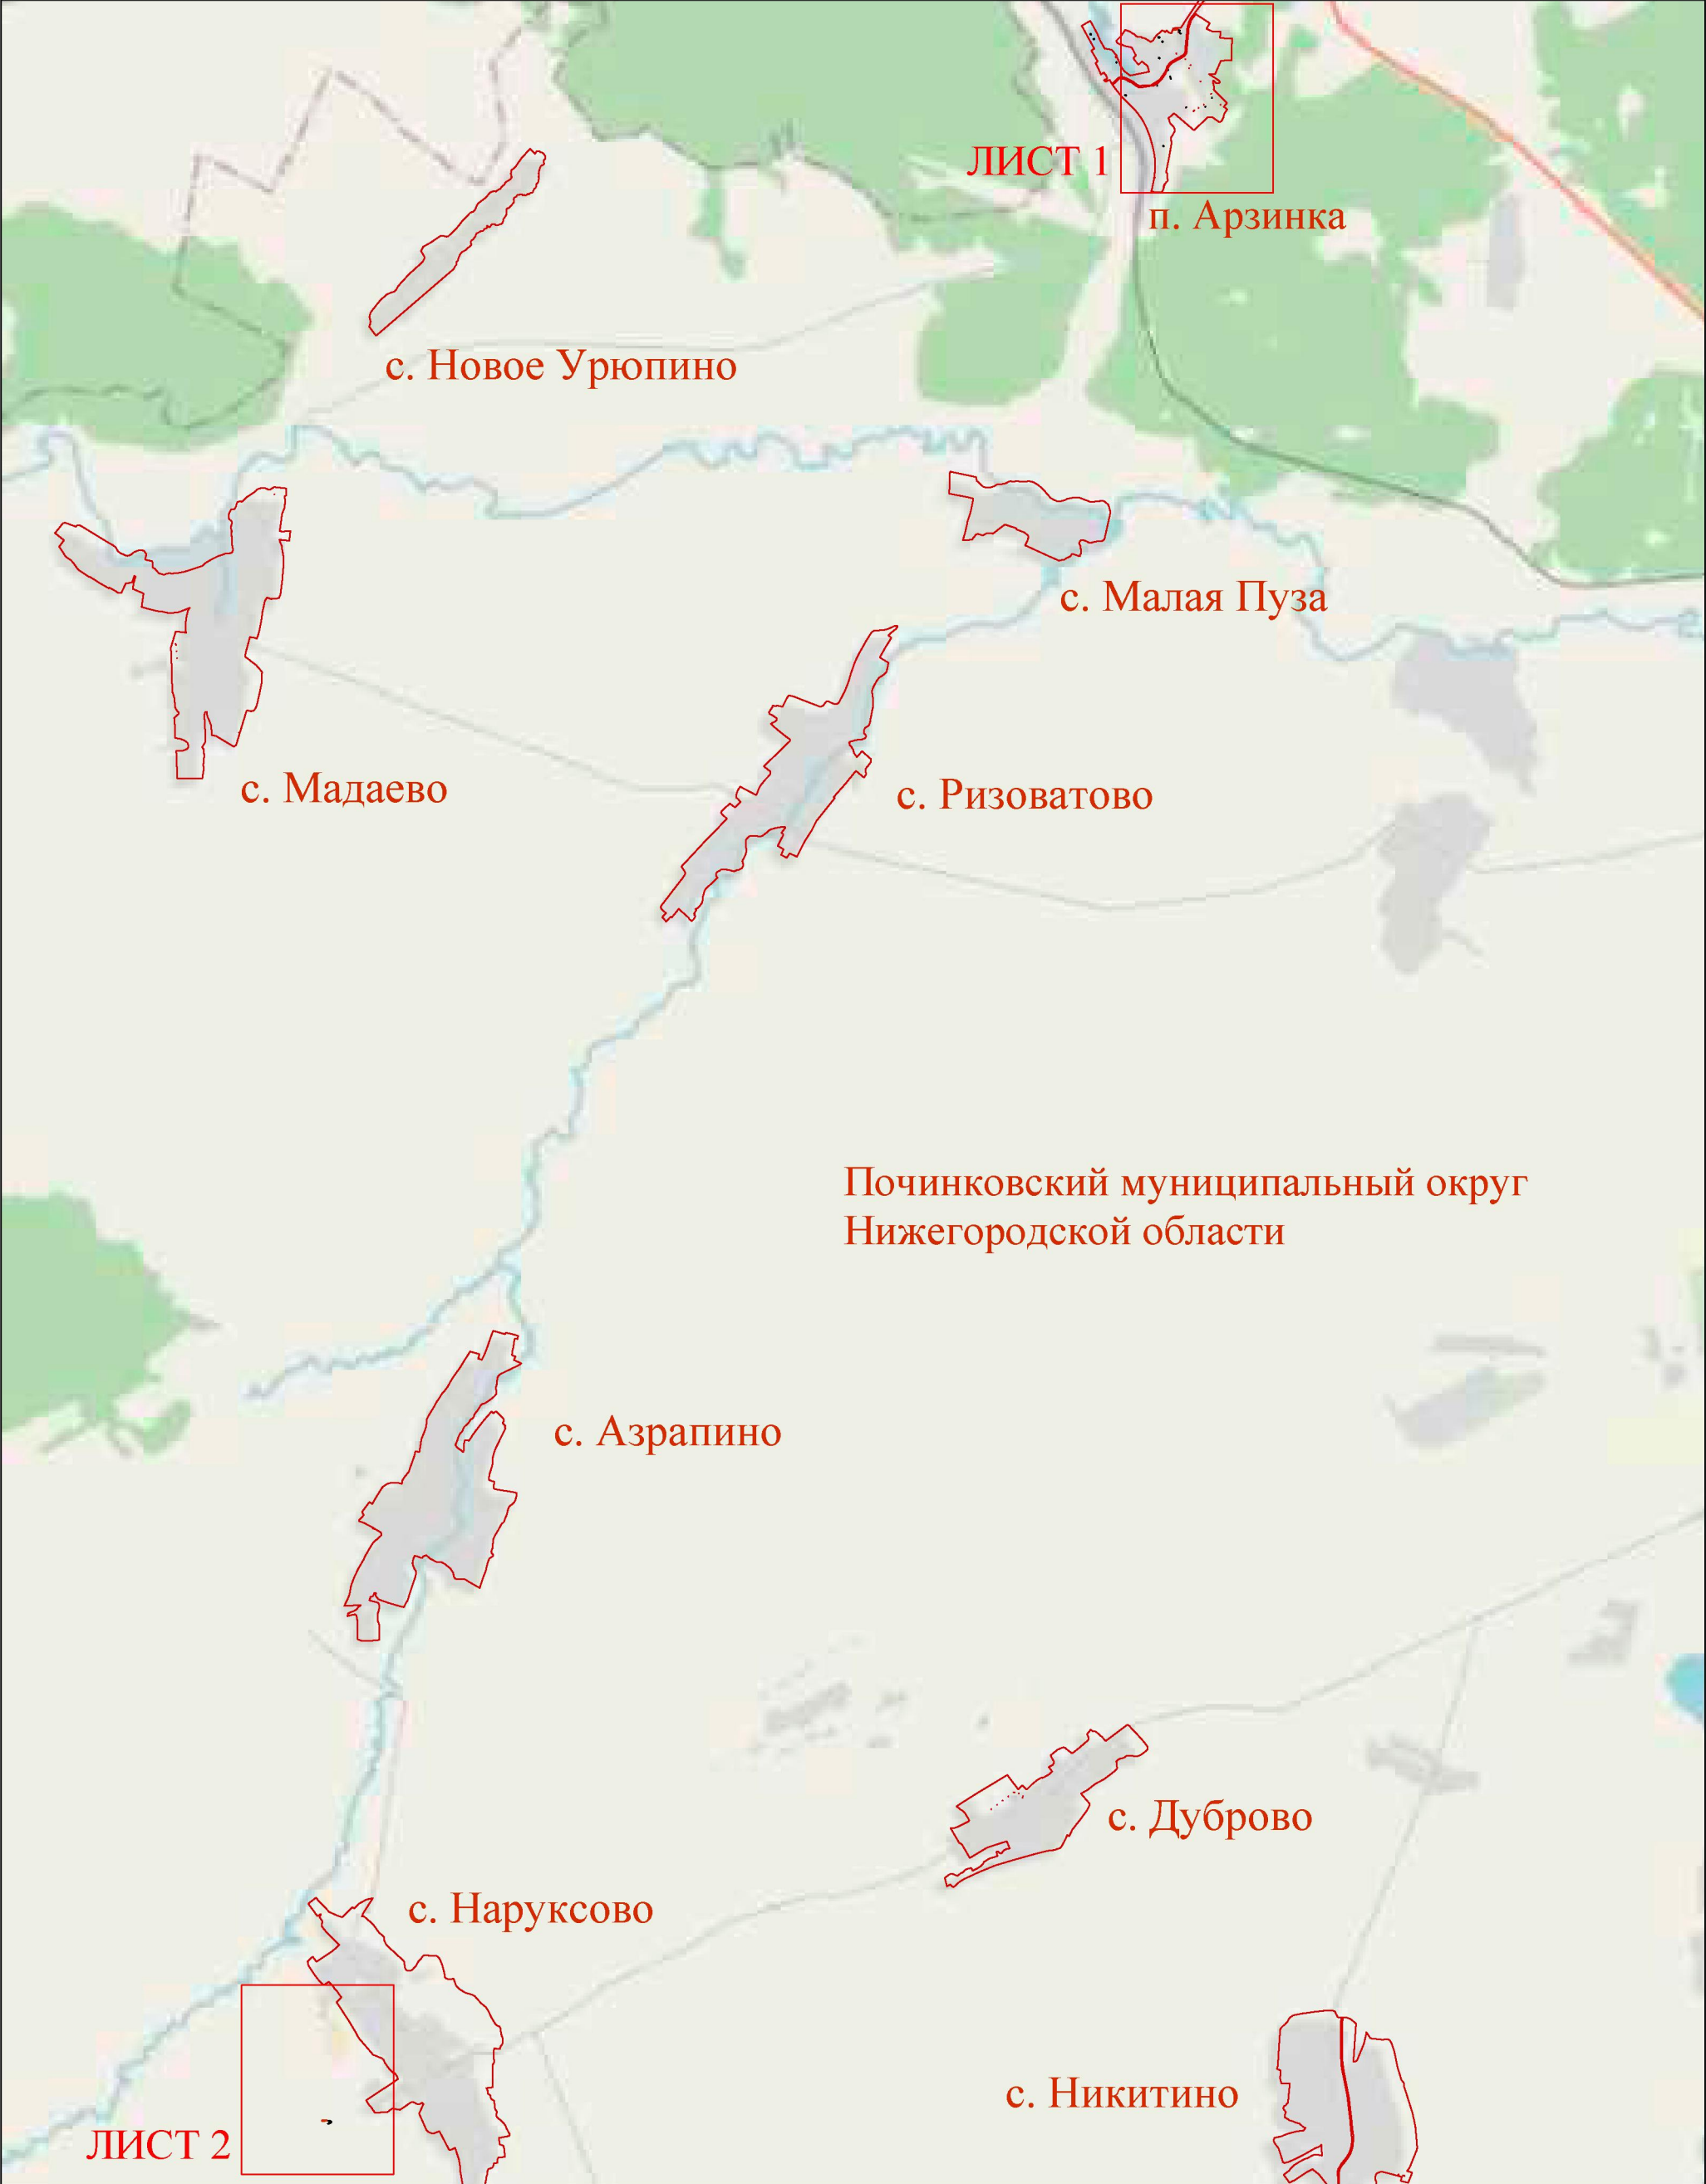 ЛИСТ 1
п. Арзинка
с. Новое Урюпино
с. Малая Пуза
с. Мадаево
с. Ризоватово
Починковский муниципальный округ
Нижегородской области
с. Азрапино
с. Дуброво
с. Наруксово
с. Никитино
ЛИСТ 2